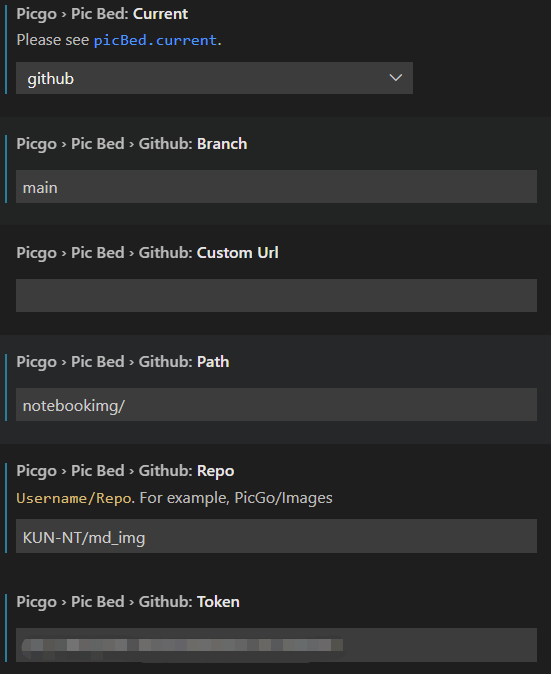 Picgo › Pic Bed: Current
Please see picBed.current.
github
Picgo › Pic Bed › Github: Branch
main
Picgo › Pic Bed › Github: Custom Url
Picgo › Pic Bed › Github: Path
notebookimg/
Picgo › Pic Bed › Github: Repo
Username/Repo. For example, PicGo/Images
KUN-NT/md_img
Picgo › Pic Bed › Github: Token